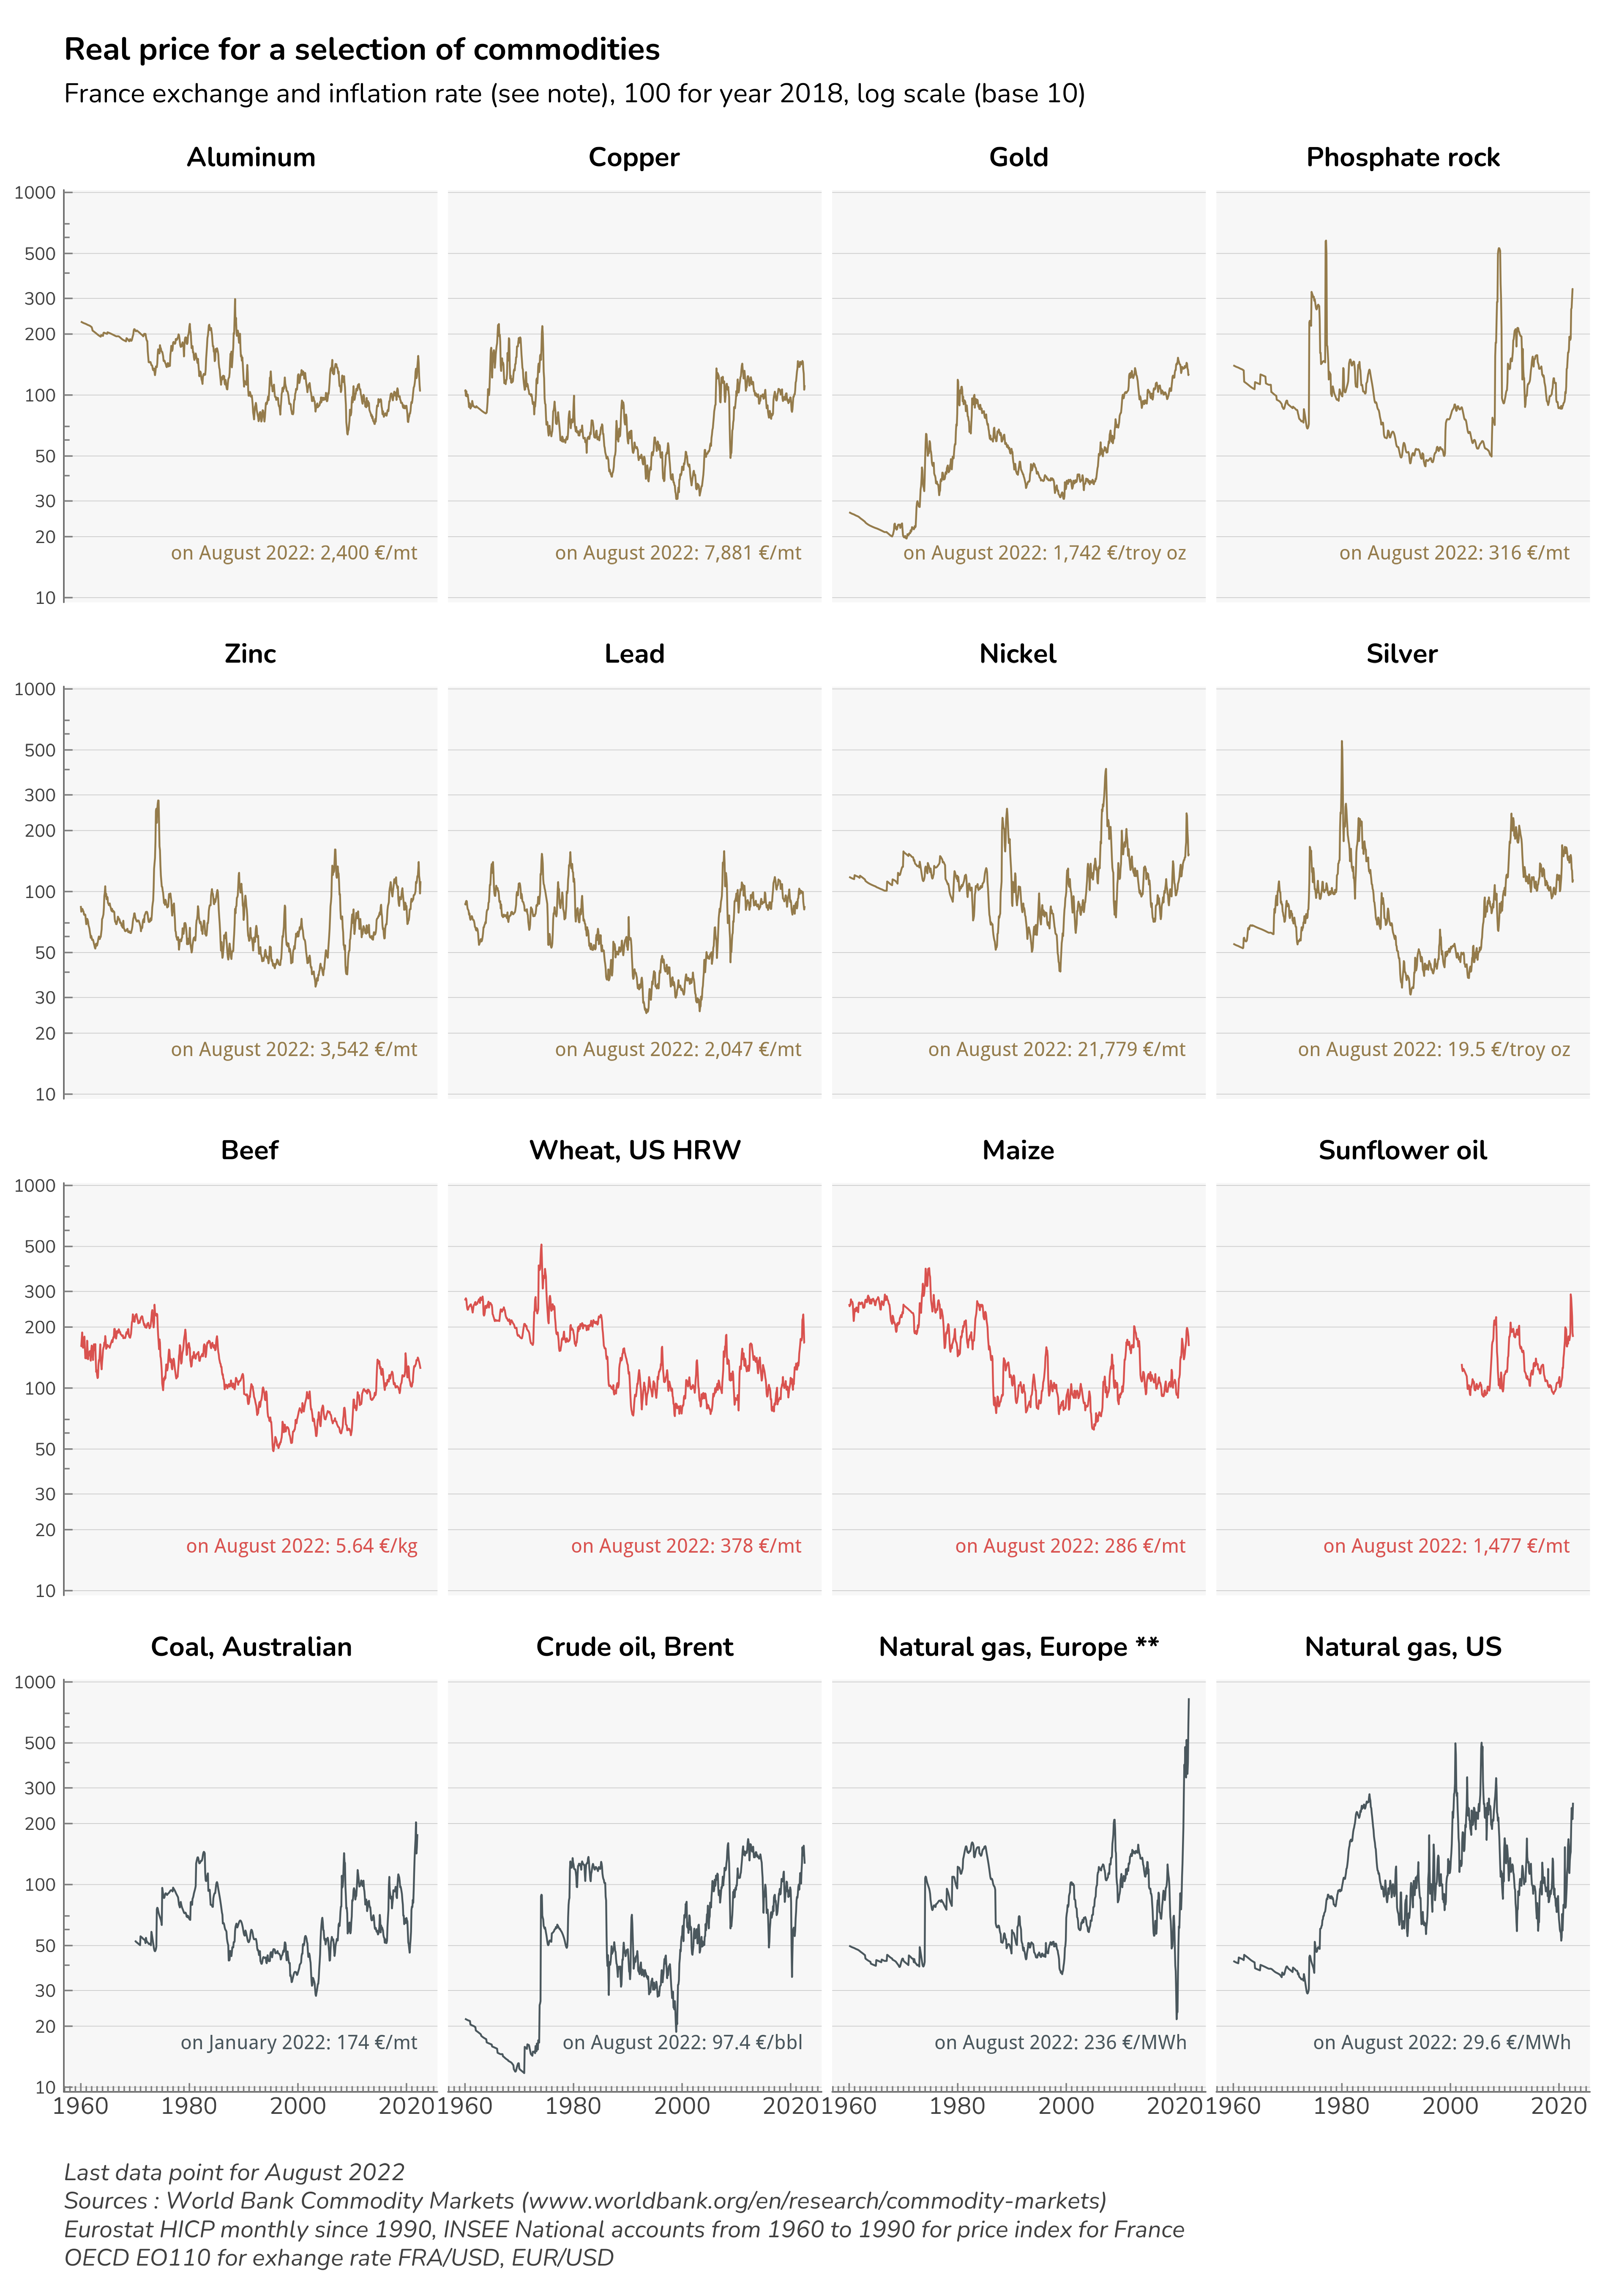 Real price for a selection of commodities
France exchange and inflation rate (see note), 100 for year 2018, log scale (base 10)
Aluminum Copper Gold Phosphate rock
1000
500
300
200
100
50
30
20
on August 2022: 2,400 €/mt on August 2022: 7,881 €/mt on August 2022: 1,742 €/troy oz on August 2022: 316 €/mt
10
Zinc Lead Nickel Silver
1000
500
300
200
100
50
30
20
on August 2022: 3,542 €/mt on August 2022: 2,047 €/mt on August 2022: 21,779 €/mt on August 2022: 19.5 €/troy oz
10
Beef Wheat, US HRW Maize Sunflower oil
1000
500
300
200
100
50
30
20
on August 2022: 5.64 €/kg on August 2022: 378 €/mt on August 2022: 286 €/mt on August 2022: 1,477 €/mt
10
Coal, Australian Crude oil, Brent Natural gas, Europe ** Natural gas, US
1000
500
300
200
100
50
30
20
on January 2022: 174 €/mt on August 2022: 97.4 €/bbl on August 2022: 236 €/MWh on August 2022: 29.6 €/MWh
10
1960 1980 2000 2020 1960 1980 2000 2020 1960 1980 2000 2020 1960 1980 2000 2020
Last data point for August 2022
Sources : World Bank Commodity Markets (www.worldbank.org/en/research/commodity-markets)
Eurostat HICP monthly since 1990, INSEE National accounts from 1960 to 1990 for price index for France
OECD EO110 for exhange rate FRA/USD, EUR/USD